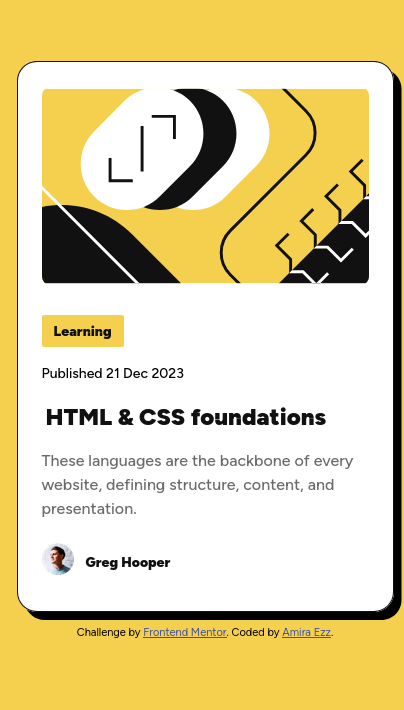 Learning
Published 21 Dec 2023
HTML & CSS foundations
These languages are the backbone of every
website, defining structure, content, and
presentation.
Greg Hooper
Challenge by Frontend Mentor. Coded by Amira Ezz.